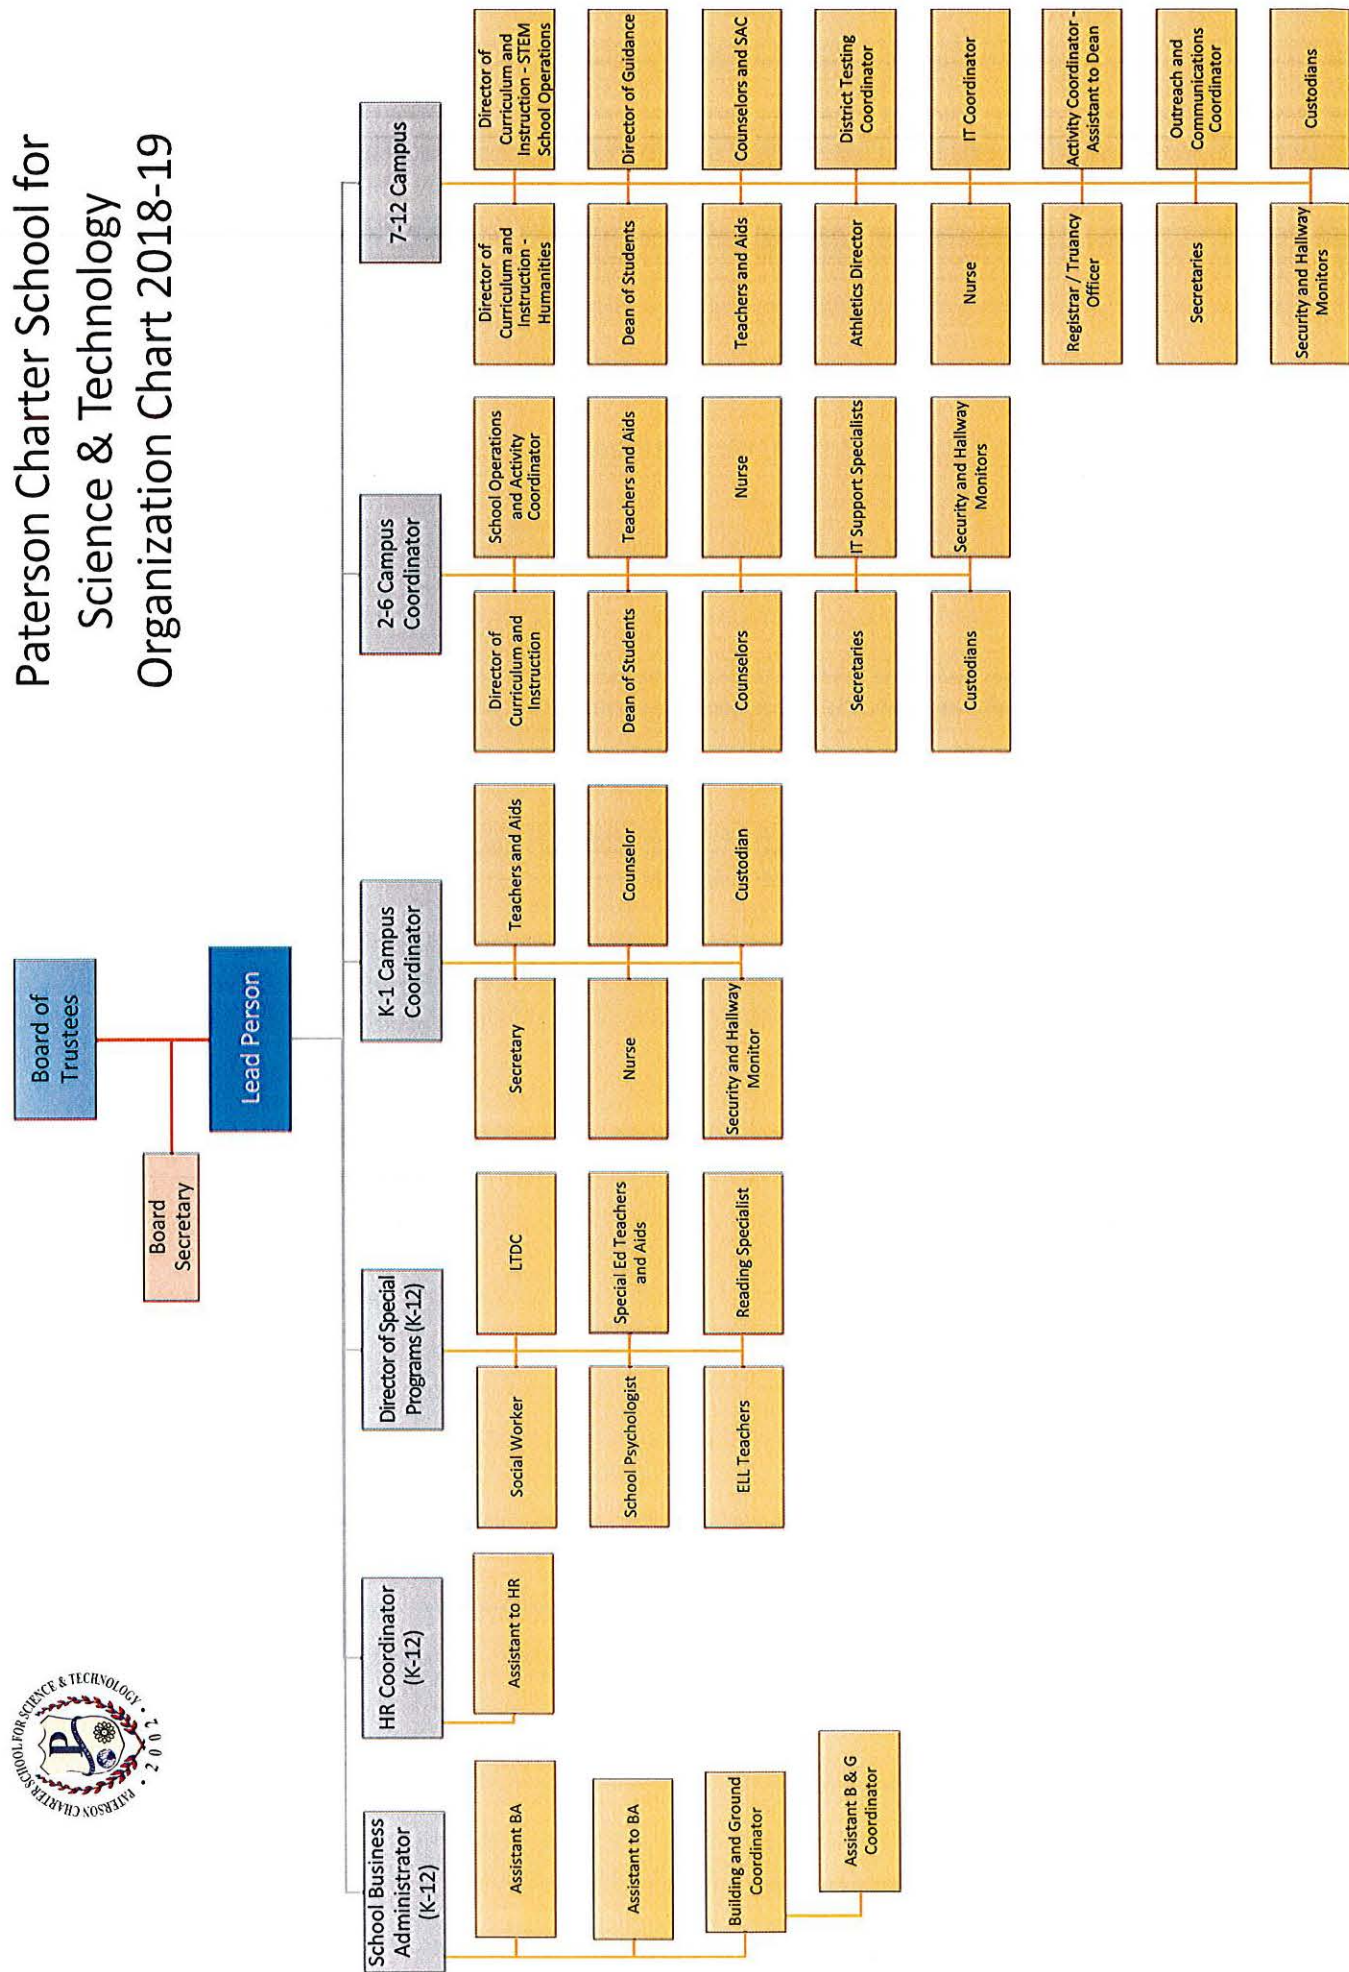 Paterson Charter School for
Science & Technology
Organization Chart 2018-19
PATERSON CHARTER SCHOOL FOR SCIENCE & TECHNOLOGY • 2002 •
P
Board of
Trustees
Board
Secretary
Lead Person
School Business
Administrator
(K-12)
Assistant BA
Assistant to BA
Building and Ground
Coordinator
Assistant B & G
Coordinator
HR Coordinator
(K-12)
Assistant to HR
Director of Special
Programs (K-12)
Social Worker
LTDC
School Psychologist
Special Ed Teachers
and Aids
ELL Teachers
Reading Specialist
K-1 Campus
Coordinator
Secretary
Teachers and Aids
Nurse
Counselor
Security and Hallway
Monitor
Custodian
2-6 Campus
Coordinator
Director of
Curriculum and
Instruction
School Operations
and Activity
Coordinator
Dean of Students
Teachers and Aids
Counselors
Nurse
Secretaries
IT Support Specialists
Custodians
Security and Hallway
Monitors
7-12 Campus
Director of
Curriculum and
Instruction -
Humanities
Director of
Curriculum and
Instruction - STEM
School Operations
Dean of Students
Director of Guidance
Teachers and Aids
Counselors and SAC
Athletics Director
District Testing
Coordinator
Nurse
IT Coordinator
Registrar / Truancy
Officer
Activity Coordinator -
Assistant to Dean
Secretaries
Outreach and
Communications
Coordinator
Security and Hallway
Monitors
Custodians